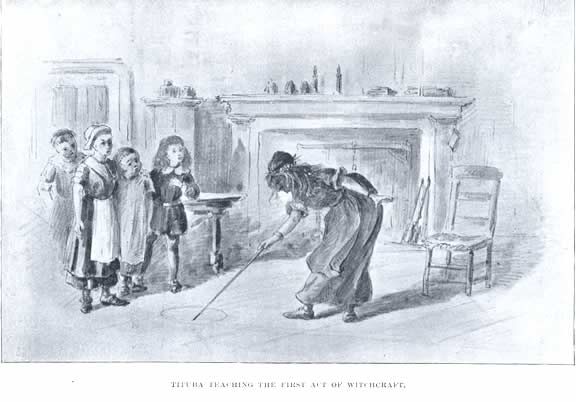 TITUBA TEACHING THE FIRST ACT OF WITCHCRAFT.